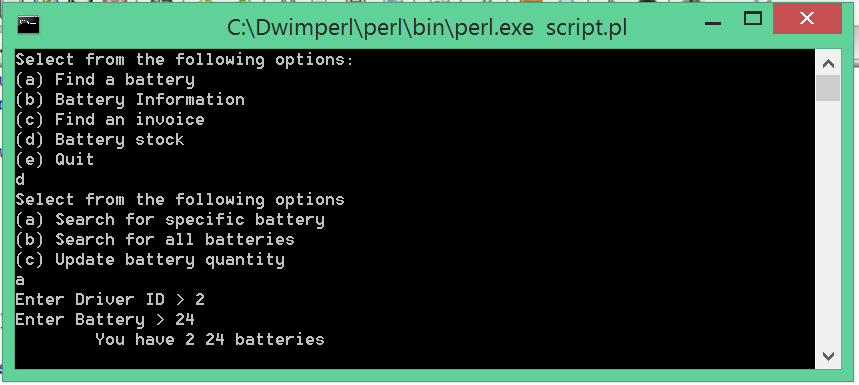 C:\Dwimperl\perl\bin\perl.exe  script.pl
Select from the following options:
(a) Find a battery
(b) Battery Information
(c) Find an invoice
(d) Battery stock
(e) Quit
d
Select from the following options
(a) Search for specific battery
(b) Search for all batteries
(c) Update battery quantity
a
Enter Driver ID > 2
Enter Battery > 24
        You have 2 24 batteries